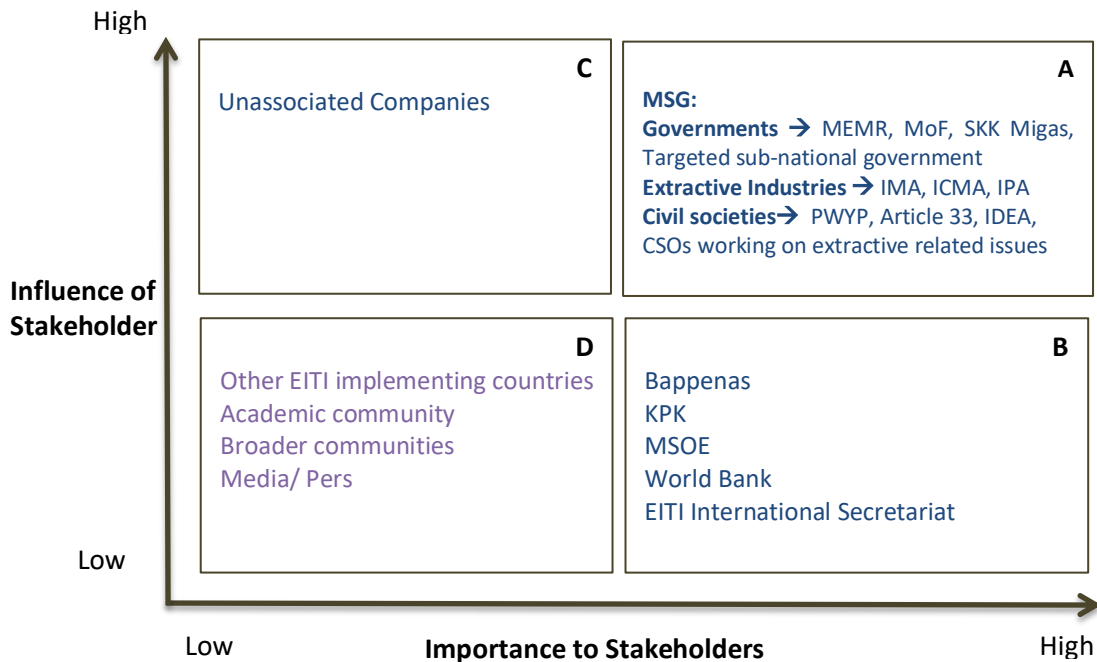 High
C
Unassociated Companies
A
MSG:
Governments → MEMR, MoF, SKK Migas,
Targeted sub-national government
Extractive Industries → IMA, ICMA, IPA
Civil societies→ PWYP, Article 33, IDEA,
CSOs working on extractive related issues
Influence of
Stakeholder
D
Other EITI implementing countries
Academic community
Broader communities
Media/ Pers
B
Bappenas
KPK
MSOE
World Bank
EITI International Secretariat
Low
Low
Importance to Stakeholders
High